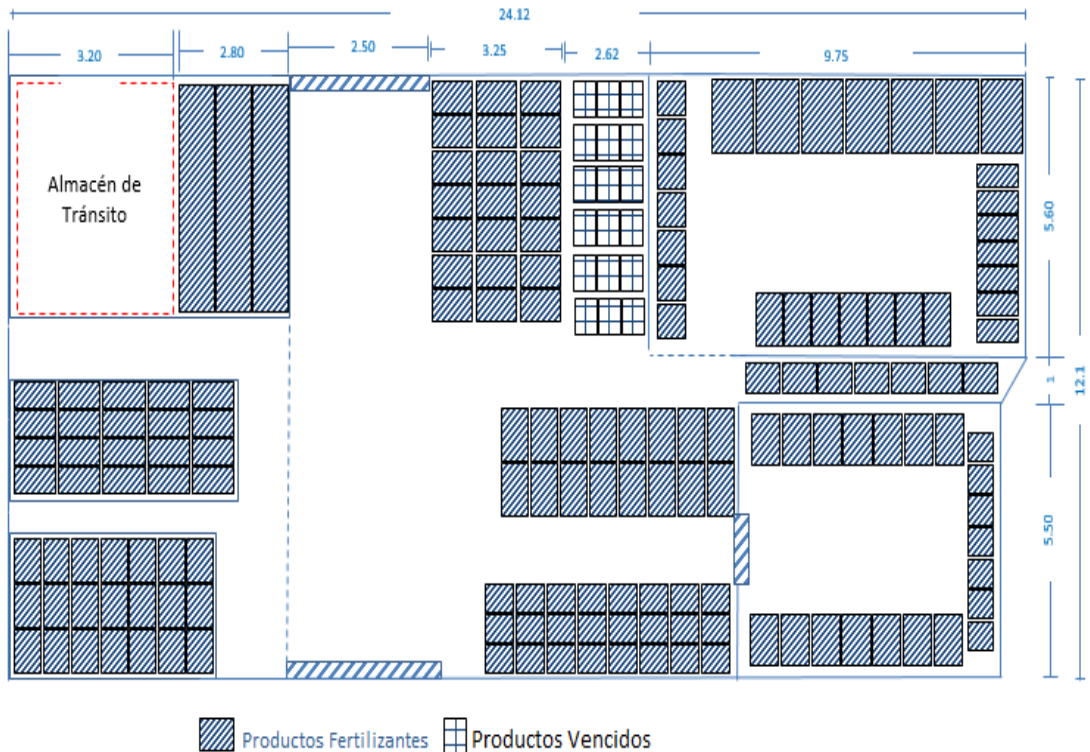 24.12
3.20
2.80
2.50
3.25
2.62
9.75
Almacén de
Tránsito
5.60
1
12.1
5.50
Productos Fertilizantes
Productos Vencidos